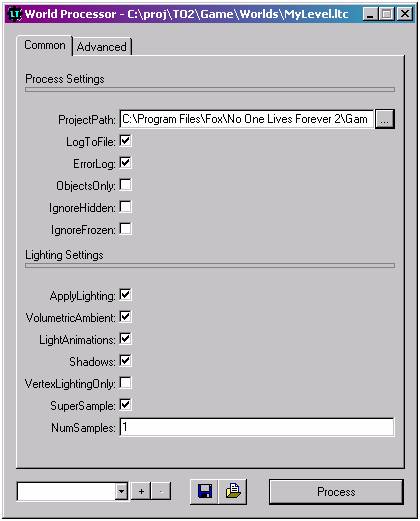 LT World Processor - C:\proj\TO2\Game\Worlds\MyLevel.ltc
Common Advanced
Process Settings
ProjectPath: C:\Program Files\Fox\No One Lives Forever 2\Gam ...
LogToFile:
ErrorLog:
ObjectsOnly:
IgnoreHidden:
IgnoreFrozen:
Lighting Settings
ApplyLighting:
VolumetricAmbient:
LightAnimations:
Shadows:
VertexLightingOnly:
SuperSample:
NumSamples: 1
+ - Process